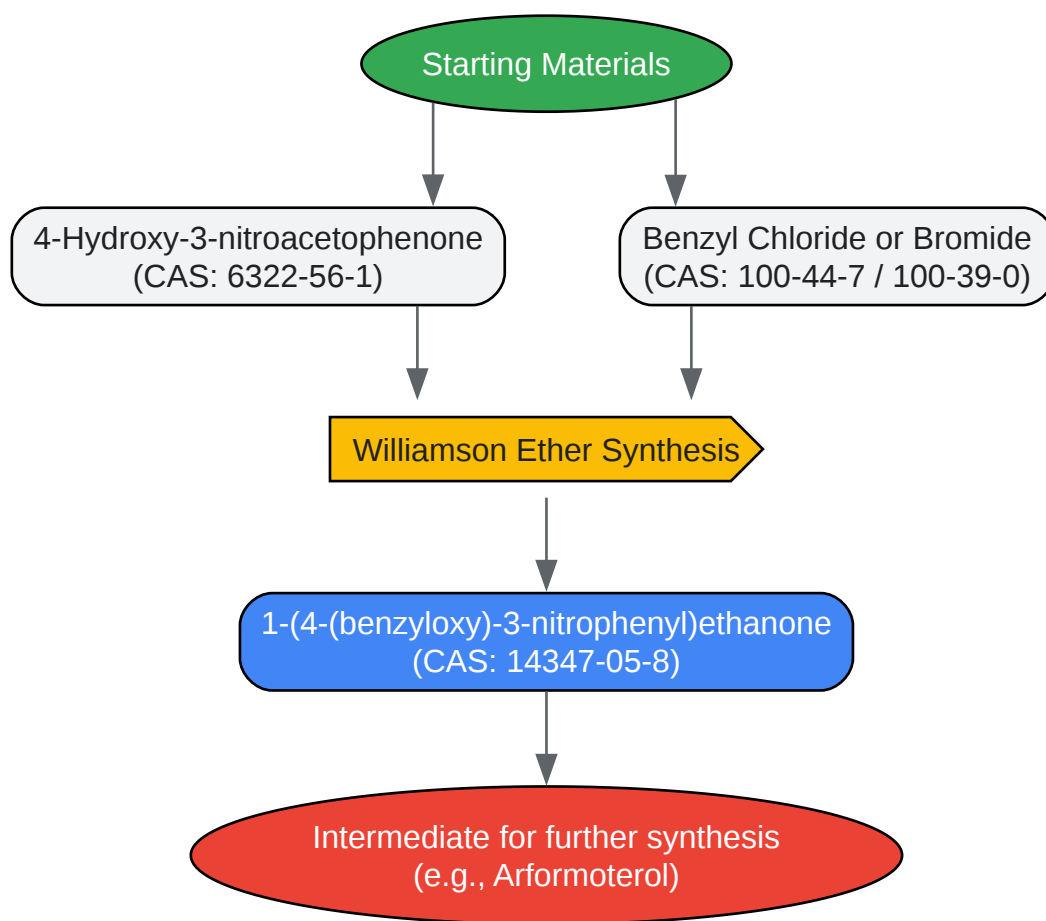 Starting Materials
4-Hydroxy-3-nitroacetophenone
(CAS: 6322-56-1)
Benzyl Chloride or Bromide
(CAS: 100-44-7 / 100-39-0)
Williamson Ether Synthesis
1-(4-(benzyloxy)-3-nitrophenyl)ethanone
(CAS: 14347-05-8)
Intermediate for further synthesis
(e.g., Arformoterol)